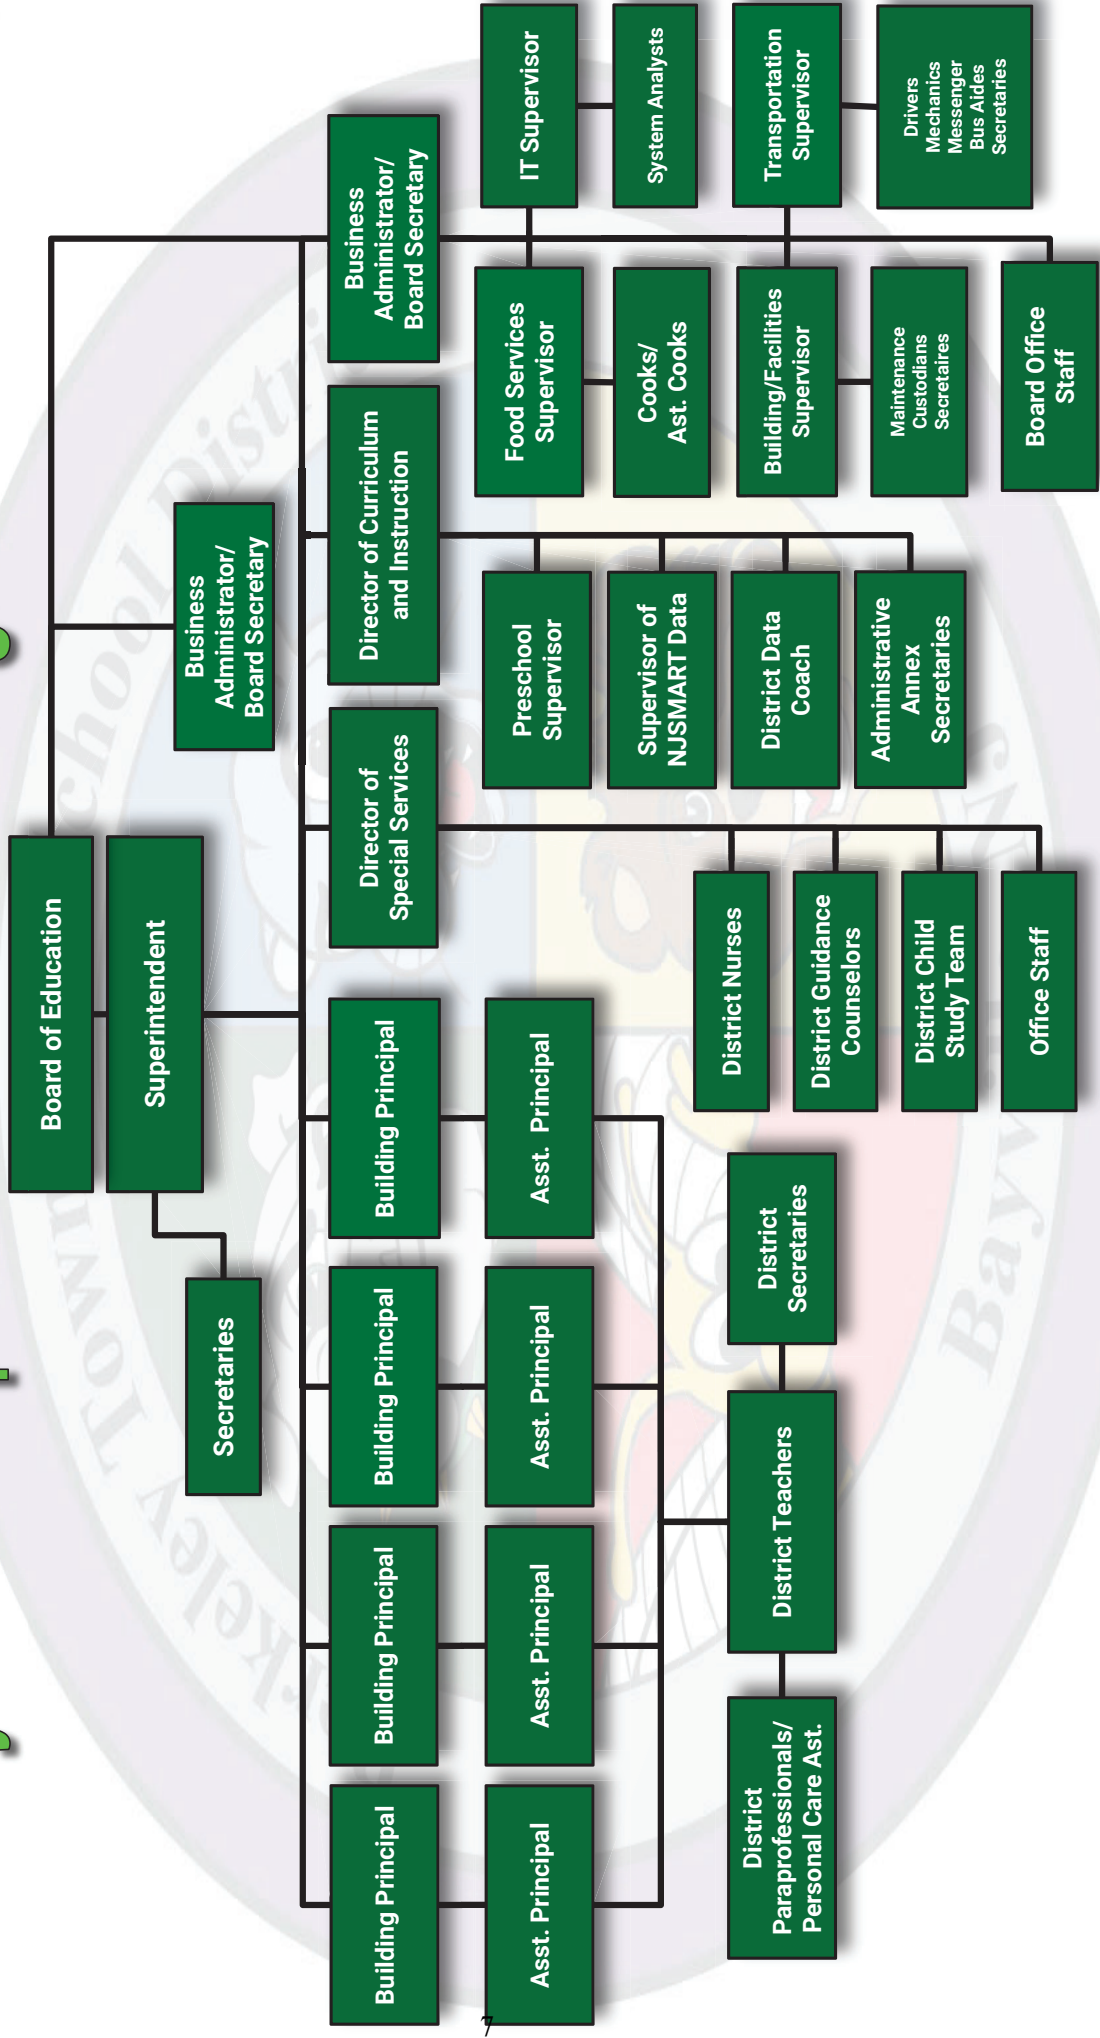 Board of Education
Superintendent
Secretaries
Business
Administrator/
Board Secretary
Building Principal
Building Principal
Building Principal
Building Principal
Director of
Special Services
Director of Curriculum
and Instruction
Business
Administrator/
Board Secretary
Asst. Principal
Asst. Principal
Asst. Principal
Asst. Principal
District
Paraprofessionals/
Personal Care Ast.
District Teachers
District
Secretaries
District Nurses
District Guidance
Counselors
District Child
Study Team
Office Staff
Preschool
Supervisor
Supervisor of
NJSMART Data
District Data
Coach
Administrative
Annex
Secretaries
Food Services
Supervisor
IT Supervisor
Cooks/
Ast. Cooks
System Analysts
Building/Facilities
Supervisor
Transportation
Supervisor
Maintenance
Custodians
Secretaires
Drivers
Mechanics
Messenger
Bus Aides
Secretaries
Board Office
Staff
7